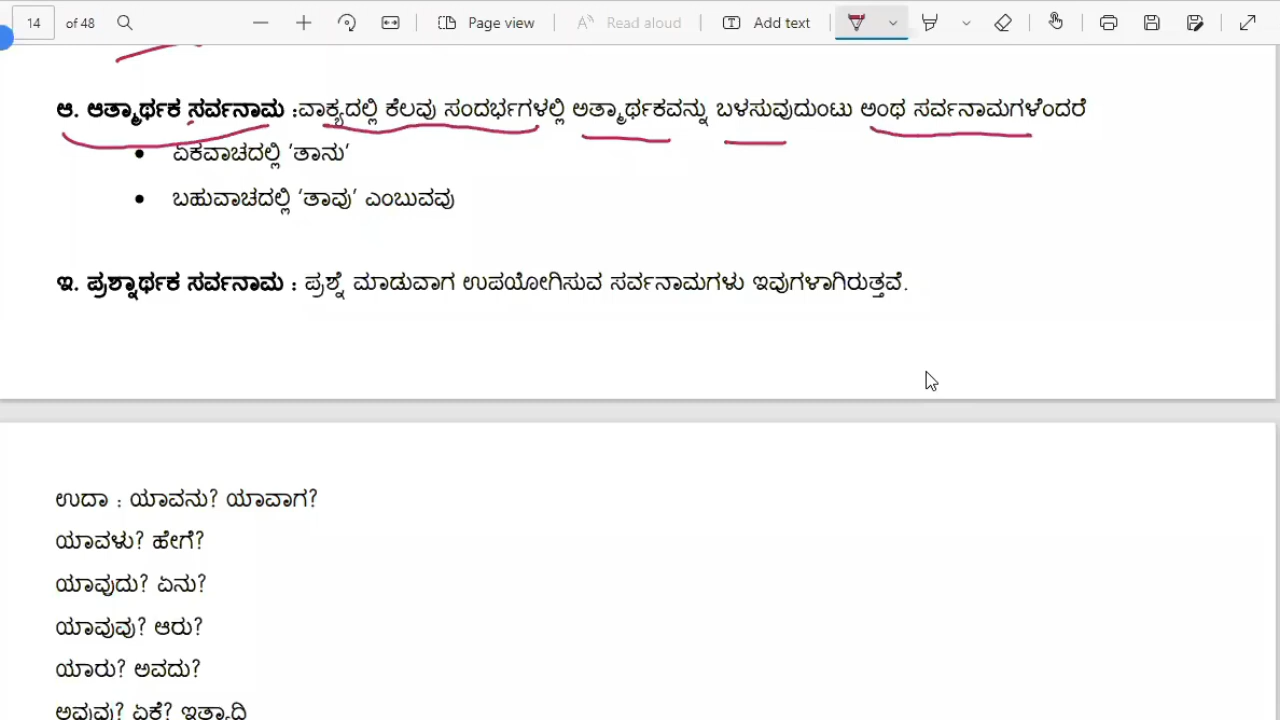 14 of 48 Page view Read aloud Add text
ಆ. ಆತ್ಮಾರ್ಥಕ ಸರ್ವನಾಮ :ವಾಕ್ಯದಲ್ಲಿ ಕೆಲವು ಸಂದರ್ಭಗಳಲ್ಲಿ ಅತ್ಮಾರ್ಥಕವನ್ನು ಬಳಸುವುದುಂಟು ಅಂಥ ಸರ್ವನಾಮಗಳೆಂದರೆ
• ಏಕವಾಚದಲ್ಲಿ ‘ತಾನು’
• ಬಹುವಾಚದಲ್ಲಿ ‘ತಾವು’ ಎಂಬುವವು
ಇ. ಪ್ರಶ್ನಾರ್ಥಕ ಸರ್ವನಾಮ : ಪ್ರಶ್ನೆ ಮಾಡುವಾಗ ಉಪಯೋಗಿಸುವ ಸರ್ವನಾಮಗಳು ಇವುಗಳಾಗಿರುತ್ತವೆ.
ಉದಾ : ಯಾವನು? ಯಾವಾಗ?
ಯಾವಳು? ಹೇಗೆ?
ಯಾವುದು? ಏನು?
ಯಾವುವು? ಆರು?
ಯಾರು? ಅವದು?
ಅವುವು? ಏಕೆ? ಇತ್ಯಾದಿ